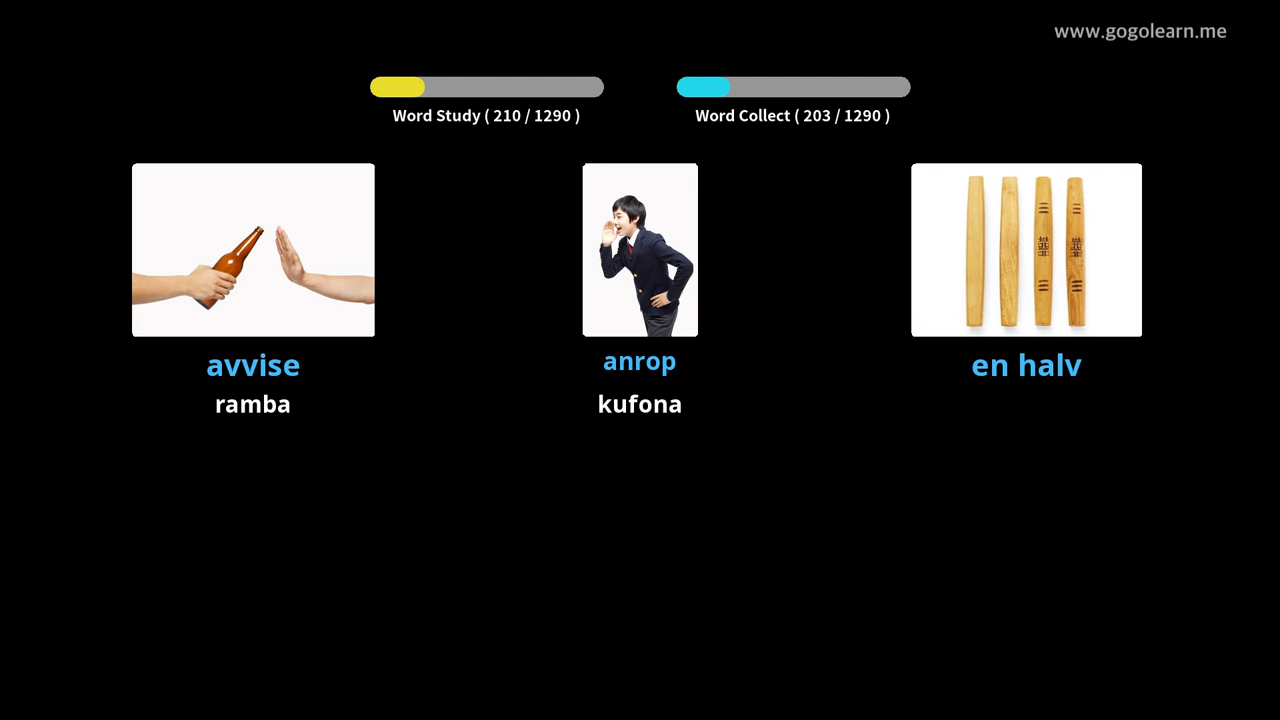 www.gogolearn.me
Word Study ( 210 / 1290 )
Word Collect ( 203 / 1290 )
avvise
ramba
anrop
kufona
en halv